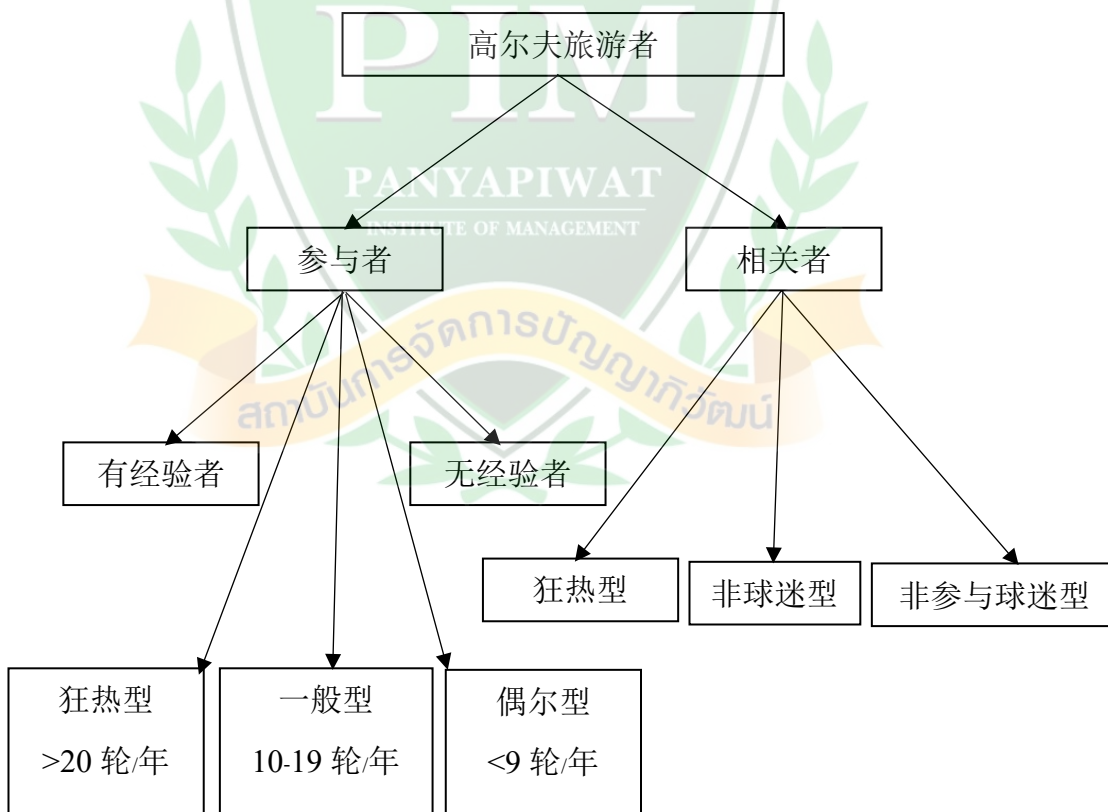 高尔夫旅游者
PIM
PANYAPIWAT
INSTITUTE OF MANAGEMENT
参与者
相关者
สถาบันการจัดการปัญญาภิวัฒน์
有经验者
无经验者
狂热型
非球迷型
非参与球迷型
狂热型
>20 轮/年
一般型
10-19 轮/年
偶尔型
<9 轮/年